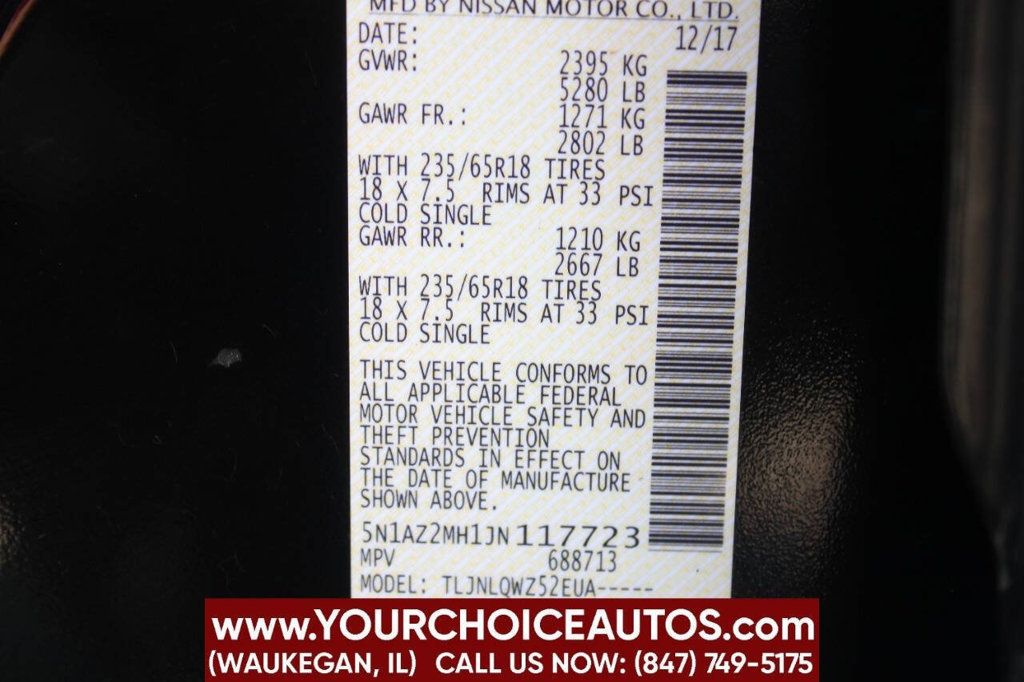 MFD BY NISSAN MOTOR CO., LTD.
DATE: 12/17
GVWR: 2395 KG
5280 LB
GAWR FR.: 1271 KG
2802 LB
WITH 235/65R18 TIRES
18 X 7.5 RIMS AT 33 PSI
COLD SINGLE
GAWR RR.: 1210 KG
2667 LB
WITH 235/65R18 TIRES
18 X 7.5 RIMS AT 33 PSI
COLD SINGLE
THIS VEHICLE CONFORMS TO
ALL APPLICABLE FEDERAL
MOTOR VEHICLE SAFETY AND
THEFT PREVENTION
STANDARDS IN EFFECT ON
THE DATE OF MANUFACTURE
SHOWN ABOVE.
5N1AZ2MH1JN117723
MPV 688713
MODEL: TLJNLQWZ52EUA-----
www.YOURCHOICEAUTOS.com
(WAUKEGAN, IL) CALL US NOW: (847) 749-5175